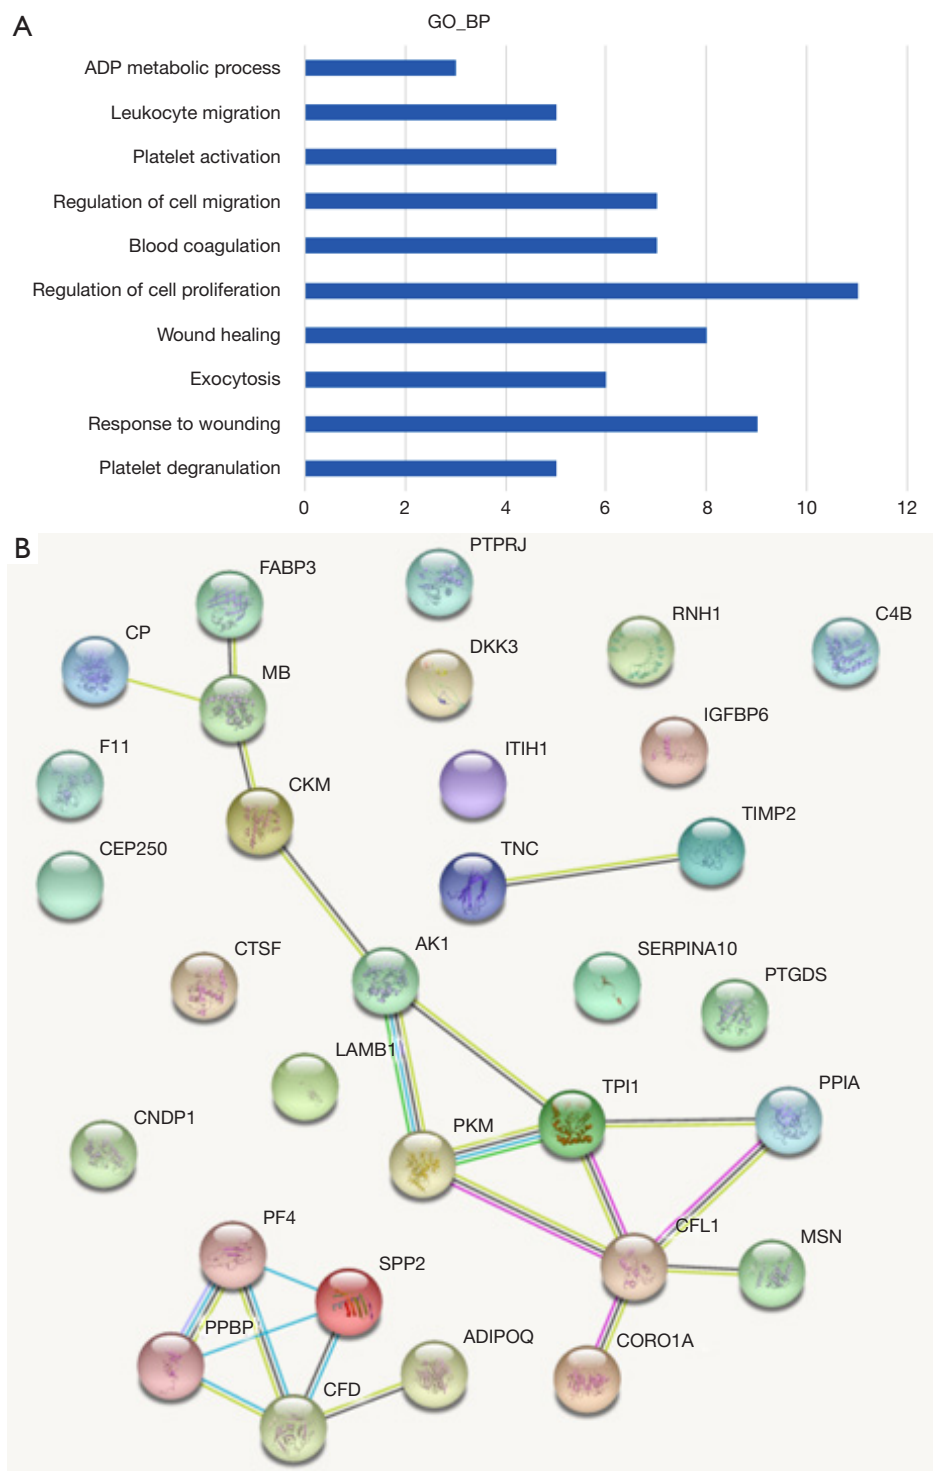 A
GO_BP
ADP metabolic process
Leukocyte migration
Platelet activation
Regulation of cell migration
Blood coagulation
Regulation of cell proliferation
Wound healing
Exocytosis
Response to wounding
Platelet degranulation
0 2 4 6 8 10 12
B
PTPRJ
FABP3
RNH1
C4B
CP
DKK3
MB
IGFBP6
F11
ITIH1
CKM
TIMP2
CEP250
TNC
AK1
CTSF
SERPINA10
PTGDS
LAMB1
TPI1
PPIA
CNDP1
PKM
PF4
CFL1
MSN
SPP2
PPBP
ADIPOQ
CORO1A
CFD